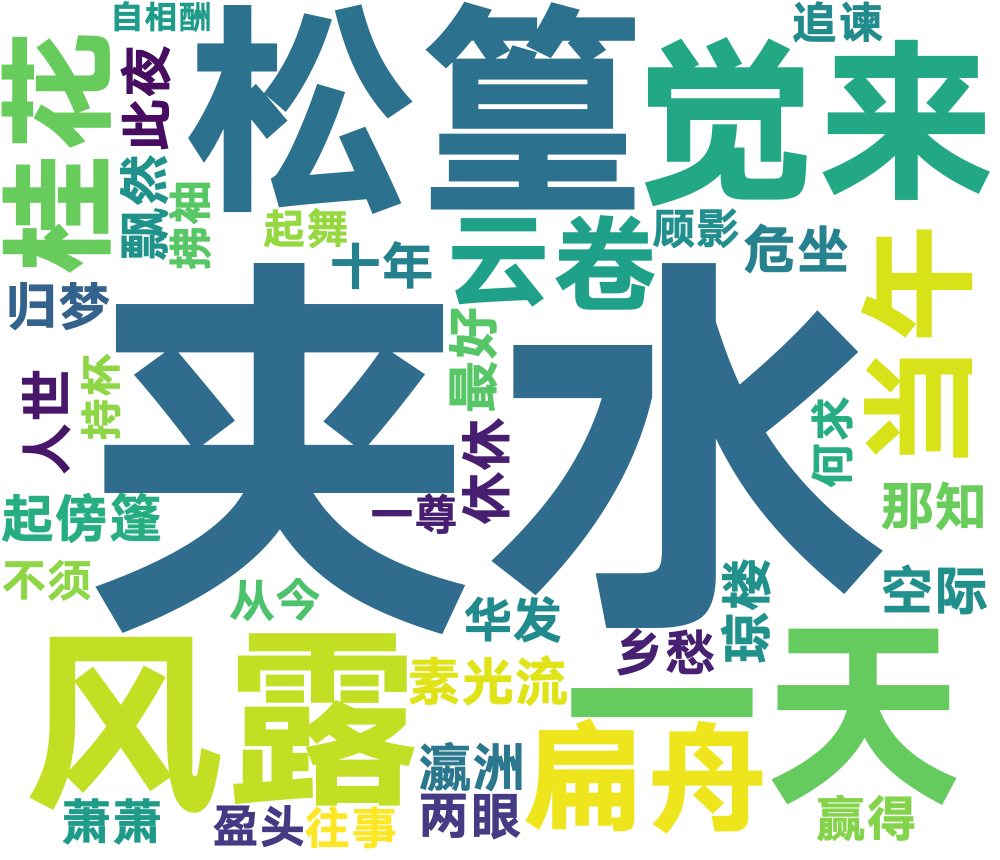 自相酬
追谏
松篁
觉来
桂花
此夜
飘然
拂袖
起舞
十年
云卷
顾影
危坐
归梦
当午
夹水
最好
人世
持杯
休休
何求
一尊
起傍篷
那知
不须
从今
华发
琼楼
空际
乡愁
风露
素光流
一天
扁舟
瀛洲
两眼
萧萧
盈头
往事
赢得